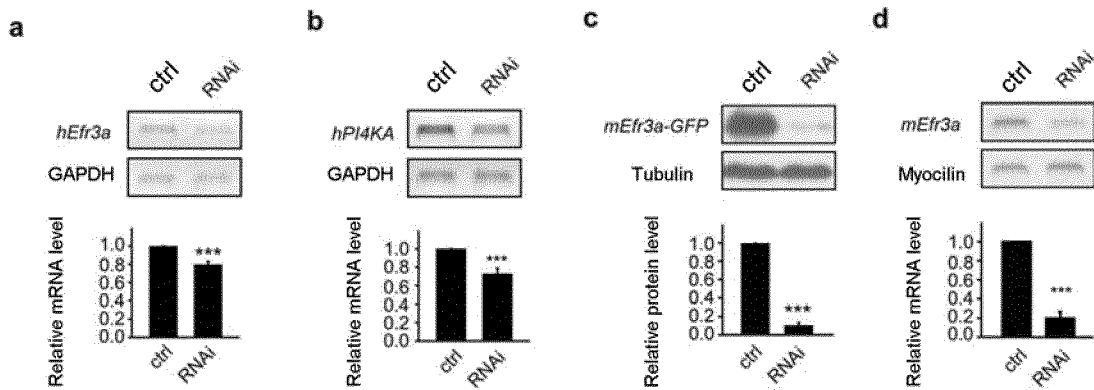 a
ctrl
RNAi
hEfr3a
GAPDH
Relative mRNA level
1.0
0.8
0.6
0.4
0.2
0.0
***
ctrl
RNAi
b
ctrl
RNAi
hPI4KA
GAPDH
Relative mRNA level
1.0
0.8
0.6
0.4
0.2
0.0
***
ctrl
RNAi
c
ctrl
RNAi
mEfr3a-GFP
Tubulin
Relative protein level
1.0
0.8
0.6
0.4
0.2
0.0
***
ctrl
RNAi
d
ctrl
RNAi
mEfr3a
Myocilin
Relative mRNA level
1.0
0.8
0.6
0.4
0.2
0.0
***
ctrl
RNAi